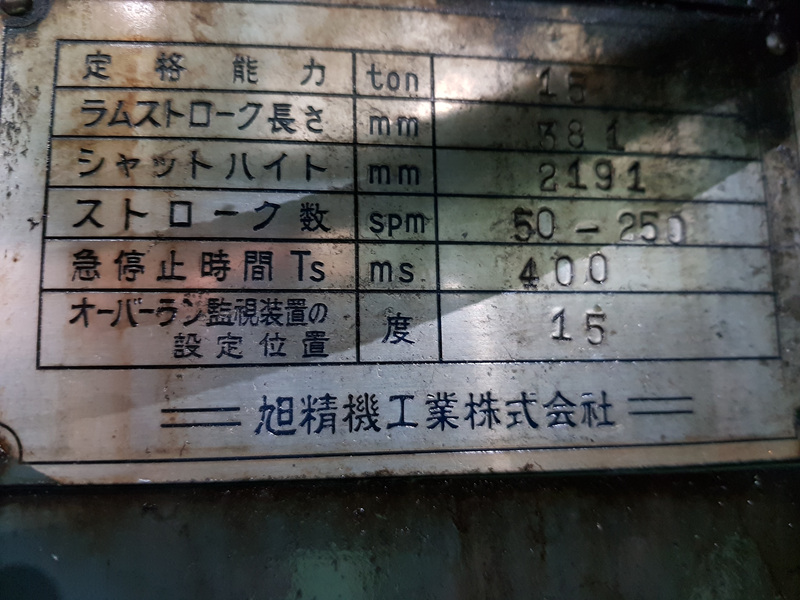 定格能力 ton 15
ラムストローク長さ mm 381
シャットハイト mm 2191
ストローク数 spm 50-250
急停止時間Ts ms 400
オーバーラン監視装置の
設定位置 度 15
旭精機工業株式会社